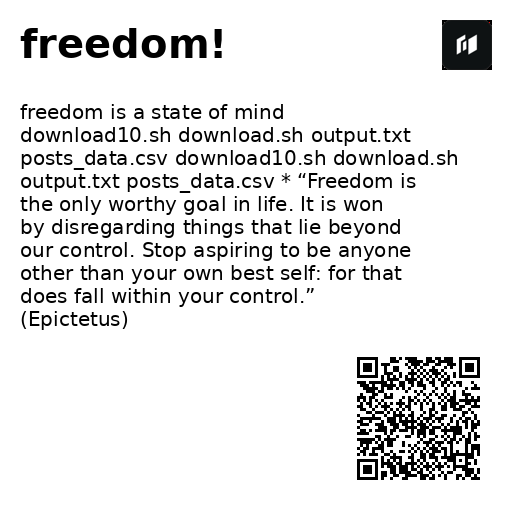 freedom!
freedom is a state of mind
download10.sh download.sh output.txt
posts_data.csv download10.sh download.sh
output.txt posts_data.csv * “Freedom is
the only worthy goal in life. It is won
by disregarding things that lie beyond
our control. Stop aspiring to be anyone
other than your own best self: for that
does fall within your control.”
(Epictetus)